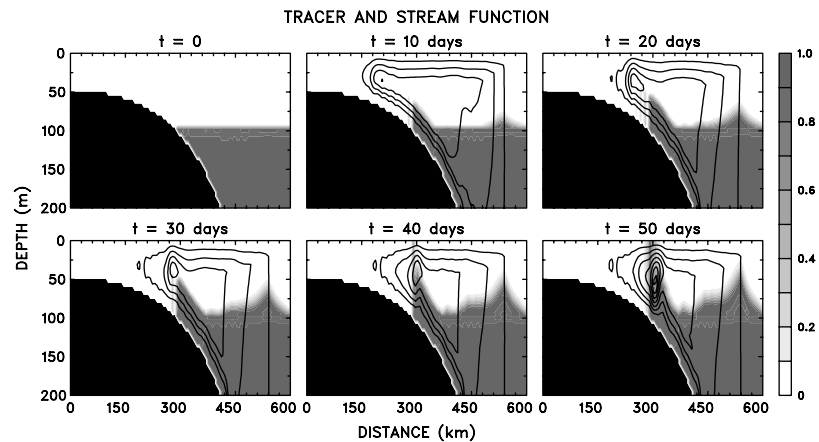 TRACER AND STREAM FUNCTION
t = 0
t = 10 days
t = 20 days
0
50
100
150
200
1.0
0.8
0.6
0.4
0.2
0
t = 30 days
t = 40 days
t = 50 days
0
50
100
150
200
DEPTH (m)
0 150 300 450 600
0 150 300 450 600
0 150 300 450 600
DISTANCE (km)